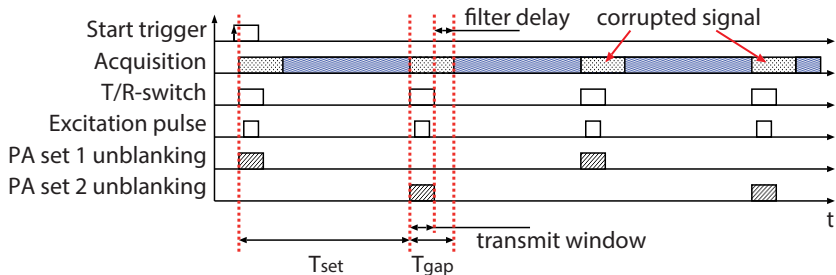 Start trigger
filter delay
corrupted signal
Acquisition
T/R-switch
Excitation pulse
PA set 1 unblanking
PA set 2 unblanking
t
transmit window
Tset
Tgap